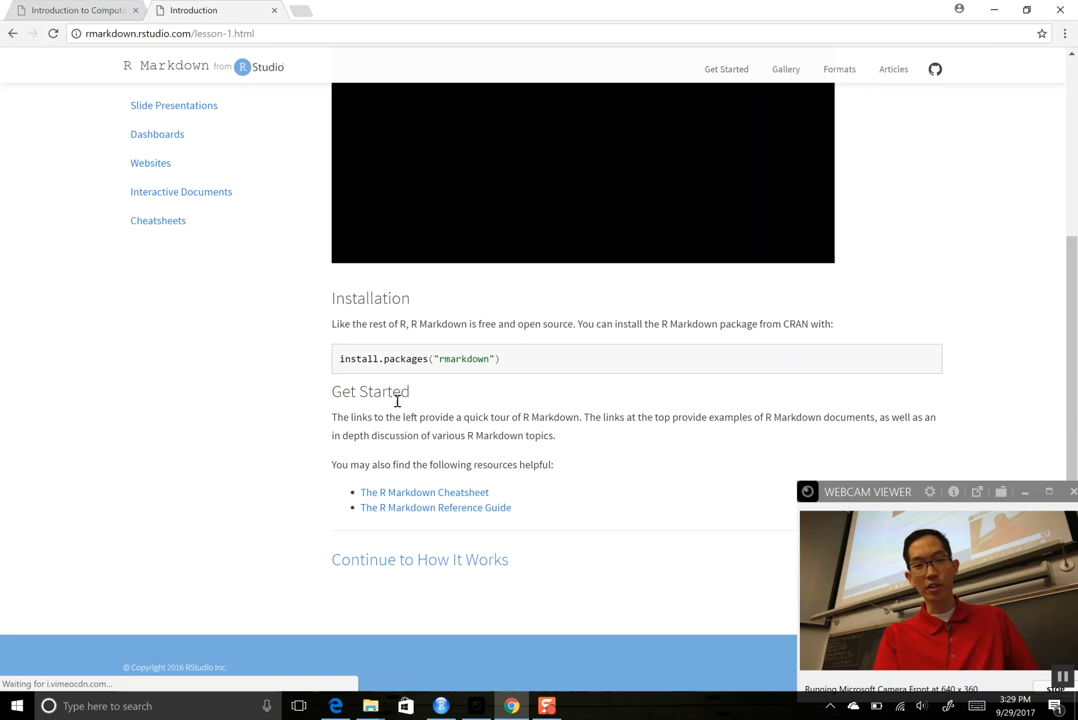 Introduction to Computa
Introduction
rmarkdown.rstudio.com/lesson-1.html
R Markdown from R Studio
Get Started
Gallery
Formats
Articles
Slide Presentations
Dashboards
Websites
Interactive Documents
Cheatsheets
Installation
Like the rest of R, R Markdown is free and open source. You can install the R Markdown package from CRAN with:
install.packages("rmarkdown")
Get Started
The links to the left provide a quick tour of R Markdown. The links at the top provide examples of R Markdown documents, as well as an
in depth discussion of various R Markdown topics.
You may also find the following resources helpful:
The R Markdown Cheatsheet
The R Markdown Reference Guide
Continue to How It Works
WEBCAM VIEWER
Running Microsoft Camera Front at 640 x 360
STOP
© Copyright 2016 RStudio Inc.
Waiting for i.vimeocdn.com...
Type here to search
3:29 PM
9/29/2017